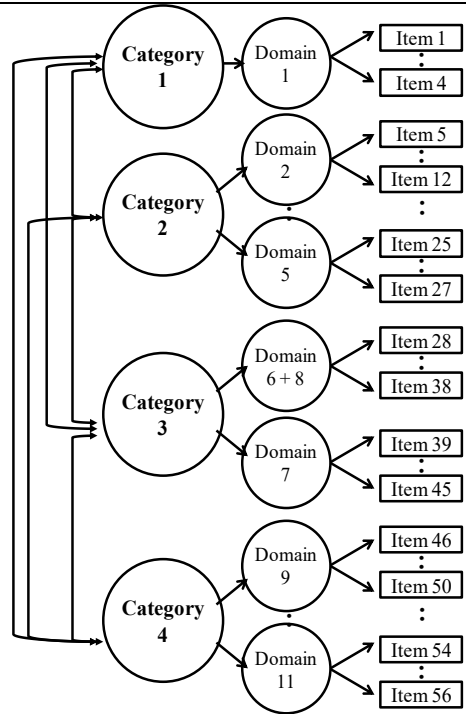 Category
1
Domain
1
Item 1
Item 4
Category
2
Domain
2
Item 5
Item 12
Domain
5
Item 25
Item 27
Category
3
Domain
6 + 8
Item 28
Item 38
Domain
7
Item 39
Item 45
Category
4
Domain
9
Item 46
Item 50
Domain
11
Item 54
Item 56